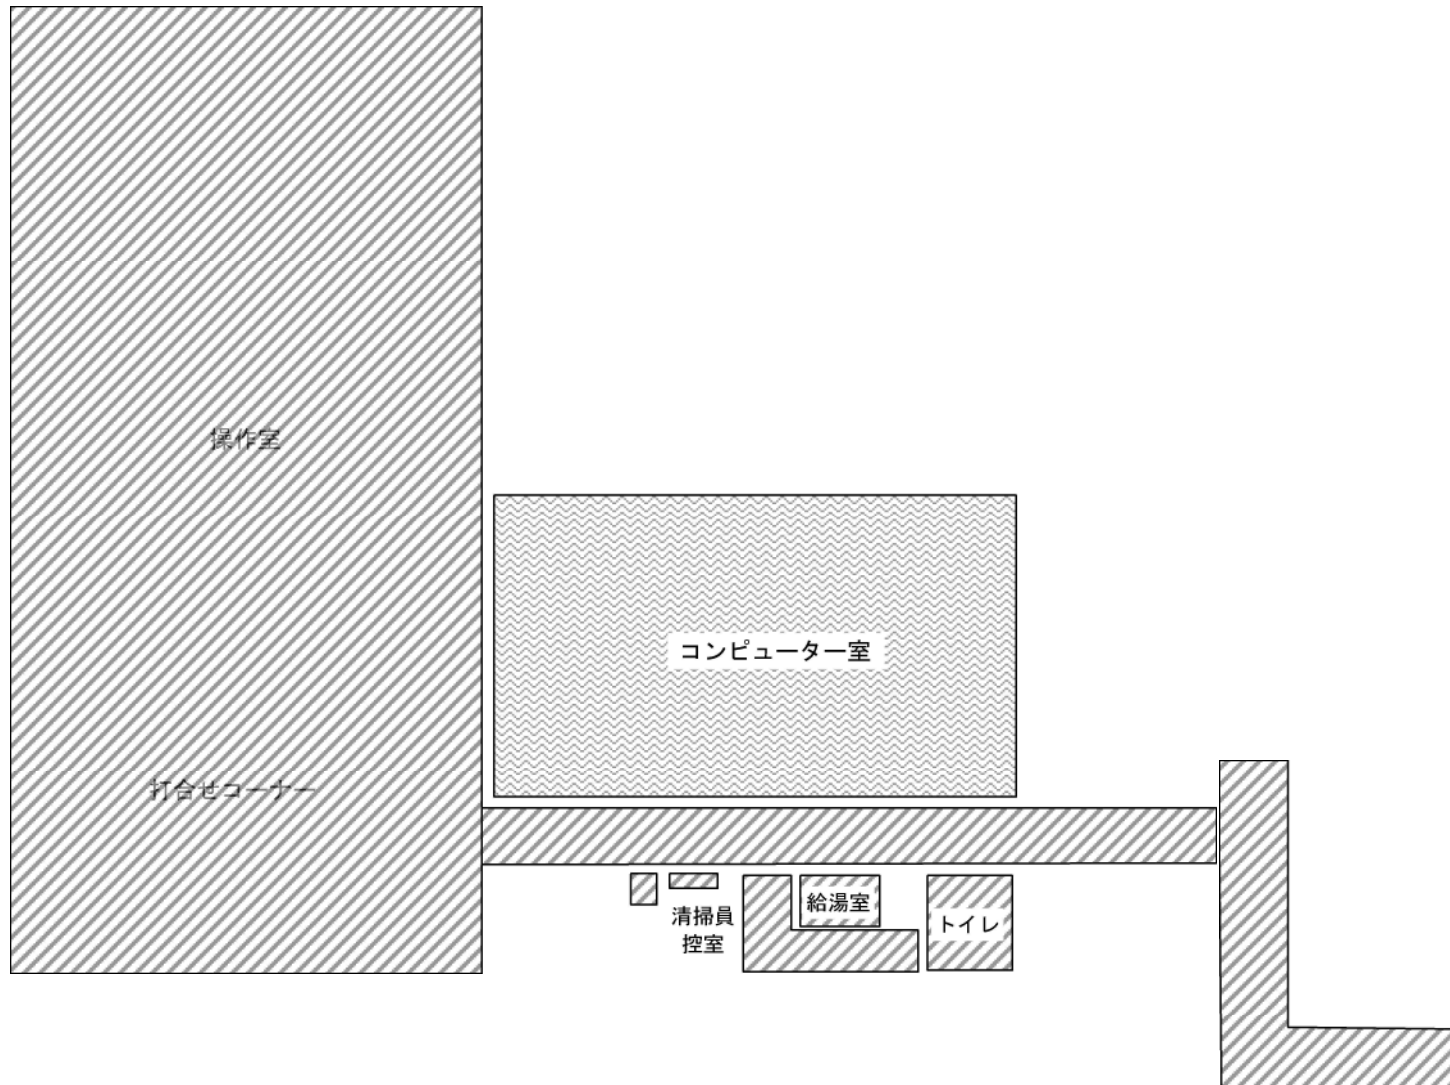 操作室
コンピューター室
打合せコーナー
給湯室
清掃員
控室
トイレ